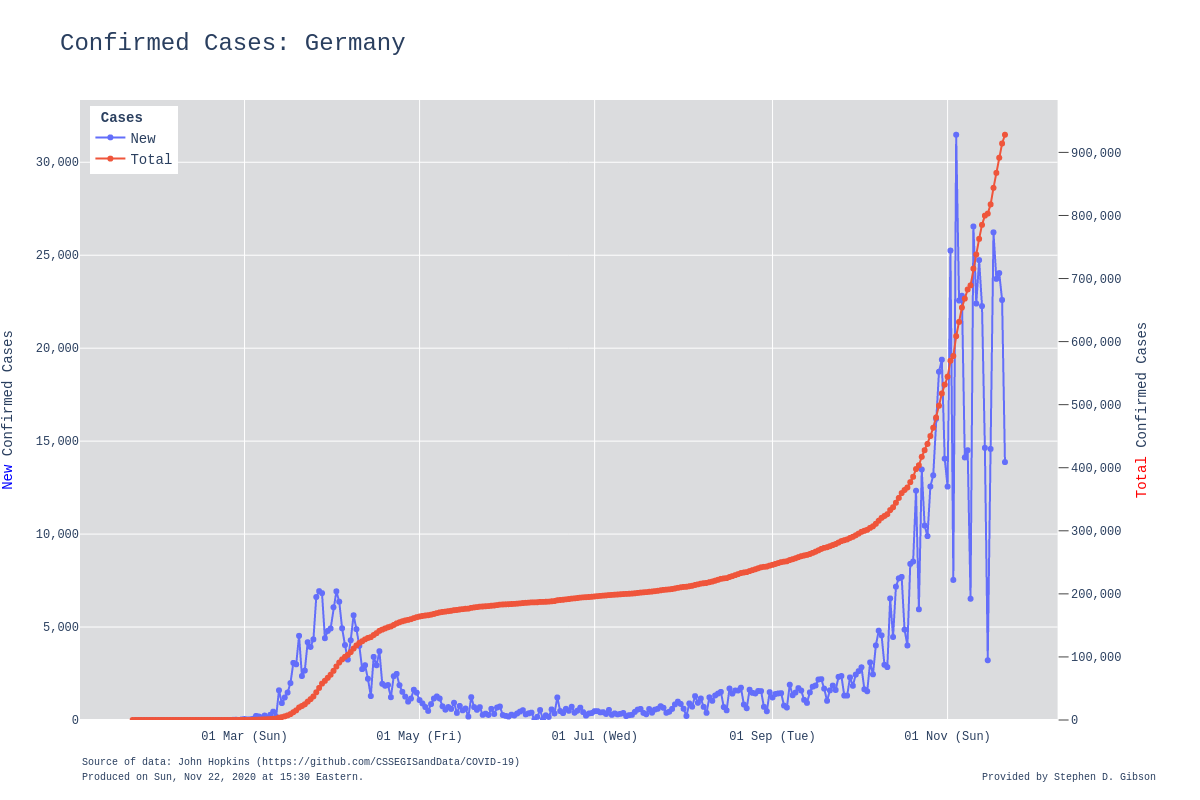 Confirmed Cases: Germany
Cases
New
Total
30,000
25,000
20,000
15,000
10,000
5,000
0
900,000
800,000
700,000
600,000
500,000
400,000
300,000
200,000
100,000
0
New Confirmed Cases
Total Confirmed Cases
01 Mar (Sun)
01 May (Fri)
01 Jul (Wed)
01 Sep (Tue)
01 Nov (Sun)
Source of data: John Hopkins (https://github.com/CSSEGISandData/COVID-19)
Produced on Sun, Nov 22, 2020 at 15:30 Eastern.
Provided by Stephen D. Gibson